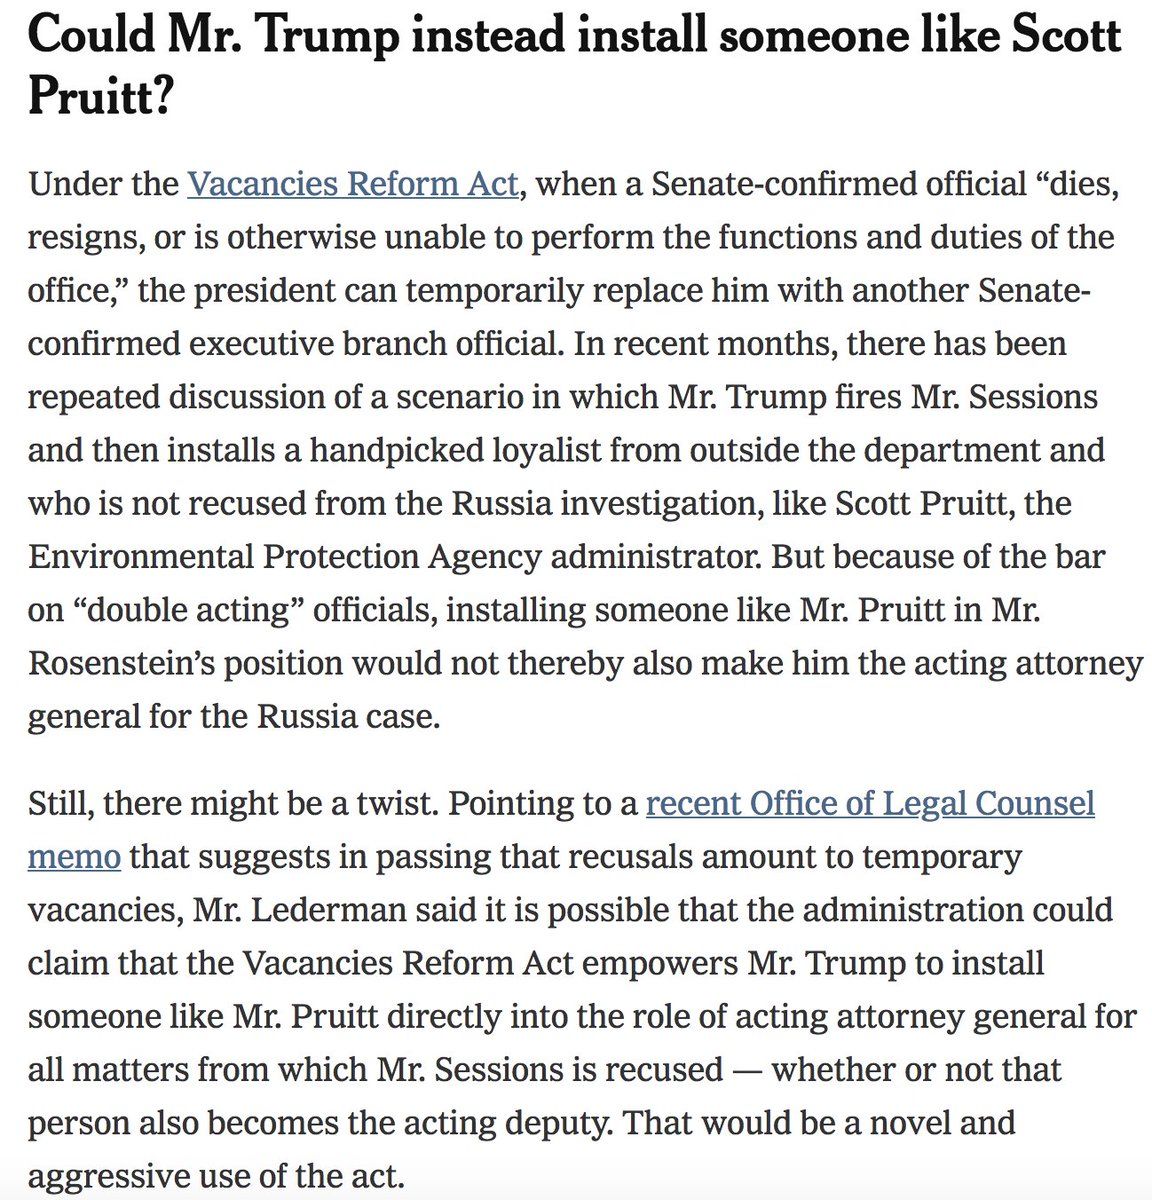 Could Mr. Trump instead install someone like Scott
Pruitt?
Under the Vacancies Reform Act, when a Senate-confirmed official “dies,
resigns, or is otherwise unable to perform the functions and duties of the
office,” the president can temporarily replace him with another Senate-
confirmed executive branch official. In recent months, there has been
repeated discussion of a scenario in which Mr. Trump fires Mr. Sessions
and then installs a handpicked loyalist from outside the department and
who is not recused from the Russia investigation, like Scott Pruitt, the
Environmental Protection Agency administrator. But because of the bar
on “double acting” officials, installing someone like Mr. Pruitt in Mr.
Rosenstein’s position would not thereby also make him the acting attorney
general for the Russia case.
Still, there might be a twist. Pointing to a recent Office of Legal Counsel
memo that suggests in passing that recusals amount to temporary
vacancies, Mr. Lederman said it is possible that the administration could
claim that the Vacancies Reform Act empowers Mr. Trump to install
someone like Mr. Pruitt directly into the role of acting attorney general for
all matters from which Mr. Sessions is recused — whether or not that
person also becomes the acting deputy. That would be a novel and
aggressive use of the act.